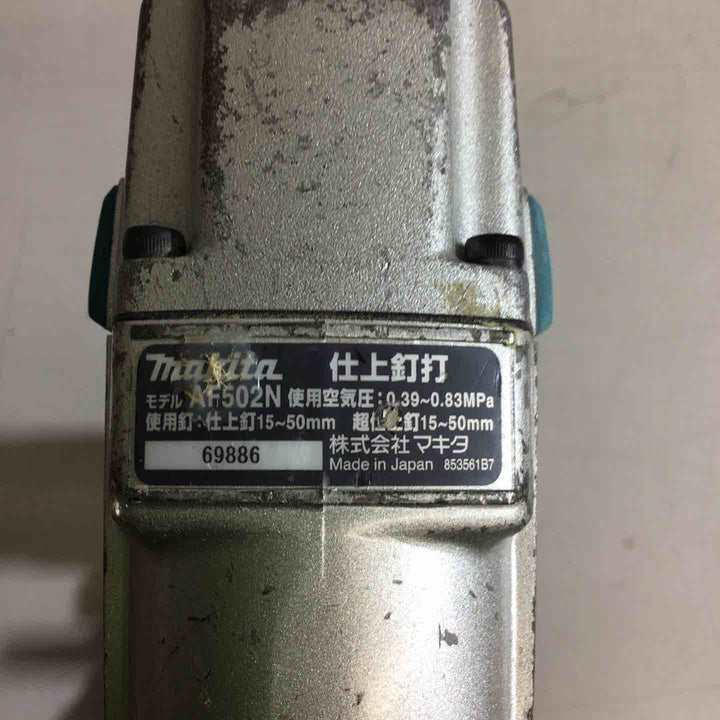 makita 仕上釘打
モデル AF502N 使用空気圧:0.39~0.83MPa
使用釘:仕上釘15~50mm 超仕上釘15~50mm
69886 株式会社マキタ
Made in Japan 853561B7